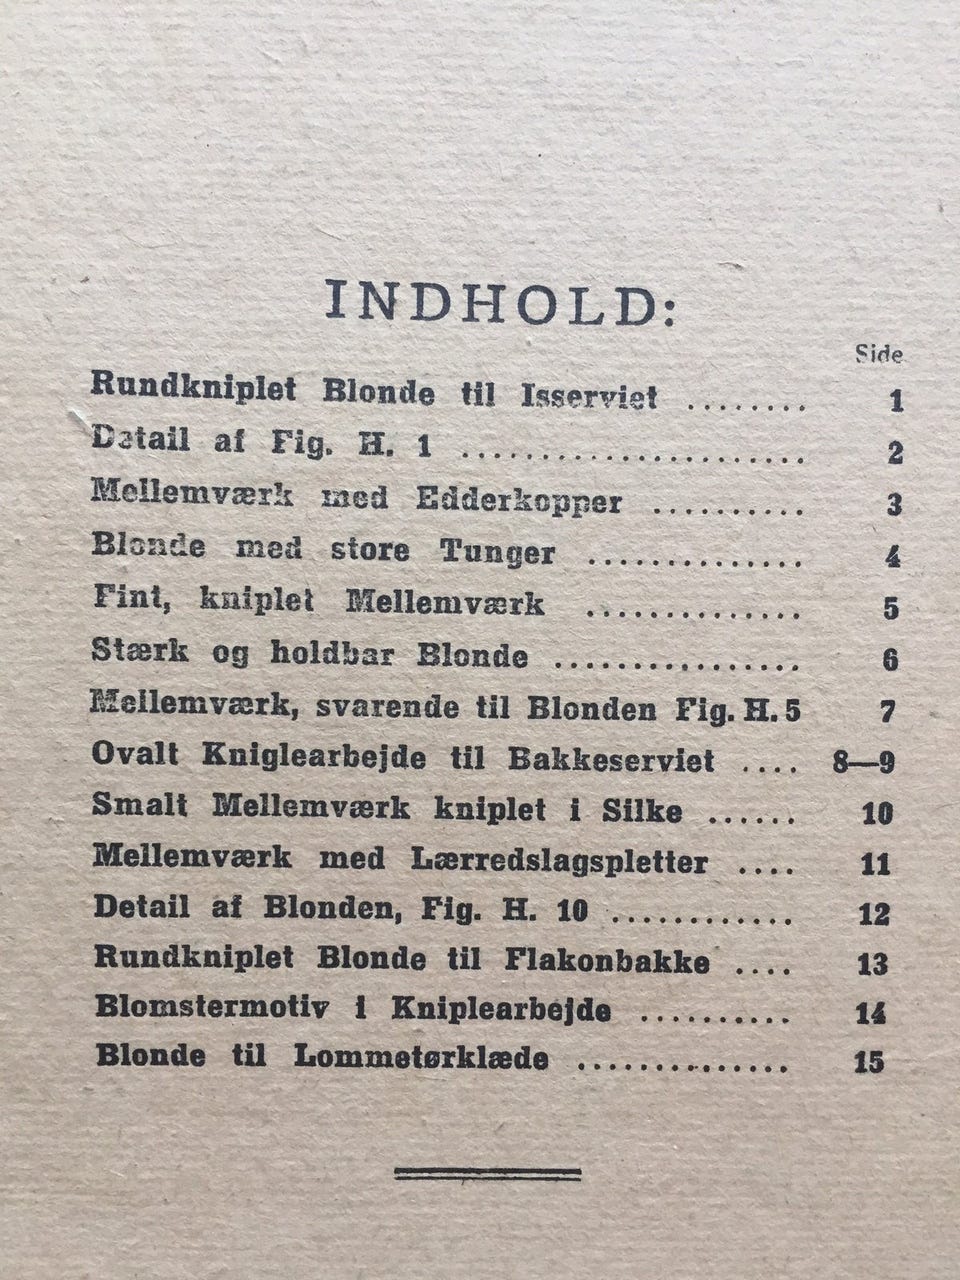 INDHOLD:
Side
Rundkniplet Blonde til Isserviet ........ 1
Detail af Fig. H. 1 ...................... 2
Mellemværk med Edderkopper .......... 3
Blonde med store Tunger .............. 4
Fint, kniplet Mellemværk .............. 5
Stærk og holdbar Blonde ................ 6
Mellemværk, svarende til Blonden Fig. H. 5 7
Ovalt Kniglearbejde til Bakkeserviet .... 8—9
Smalt Mellemværk kniplet i Silke ...... 10
Mellemværk med Lærredslagspletter .... 11
Detail af Blonden, Fig. H. 10 ............ 12
Rundkniplet Blonde til Flakonbakke .... 13
Blomstermotiv i Kniplearbejde .......... 14
Blonde til Lommetørklæde .............. 15